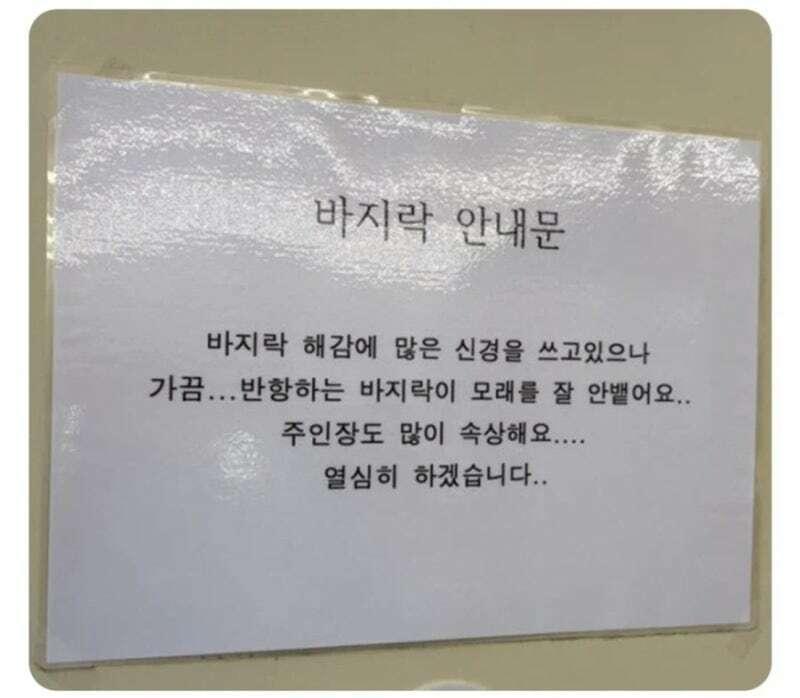 바지락 안내문
바지락 해감에 많은 신경을 쓰고있으나
가끔...반항하는 바지락이 모래를 잘 안뱉어요..
주인장도 많이 속상해요....
열심히 하겠습니다..